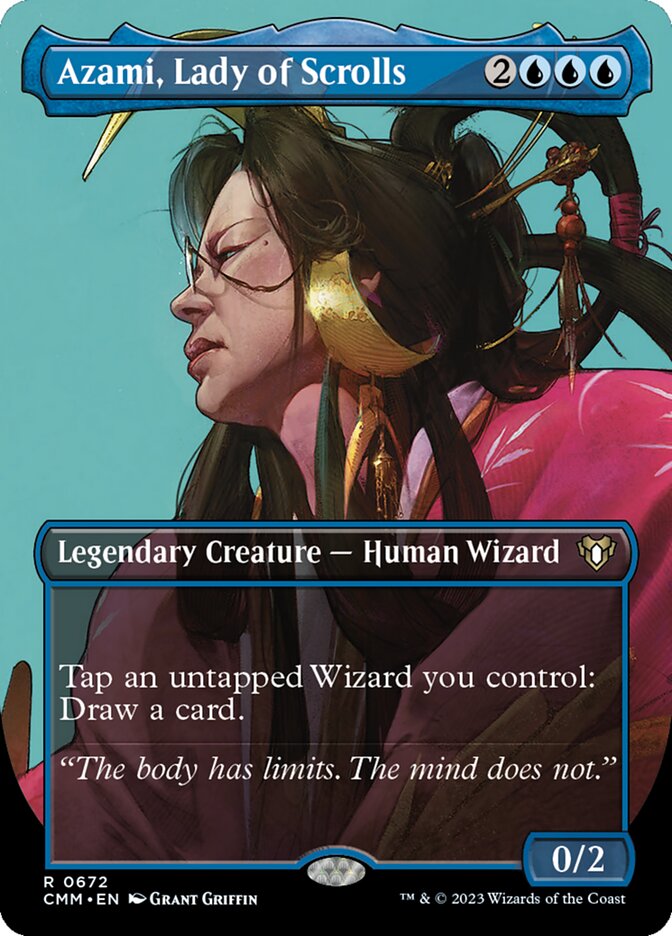 Azami, Lady of Scrolls 2
Legendary Creature — Human Wizard
Tap an untapped Wizard you control:
Draw a card.
“The body has limits. The mind does not.”
0/2
R 0672
CMM • EN GRANT GRIFFIN ™ & © 2023 Wizards of the Coast